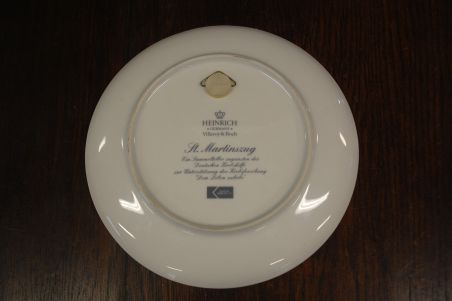 HEINRICH
GERMANY
Villeroy & Boch
St. Martinszug
Ein Sammelteller zugunsten der
Deutschen Krebshilfe
zur Unterstützung der Krebsforschung
"Dem Leben zuliebe"